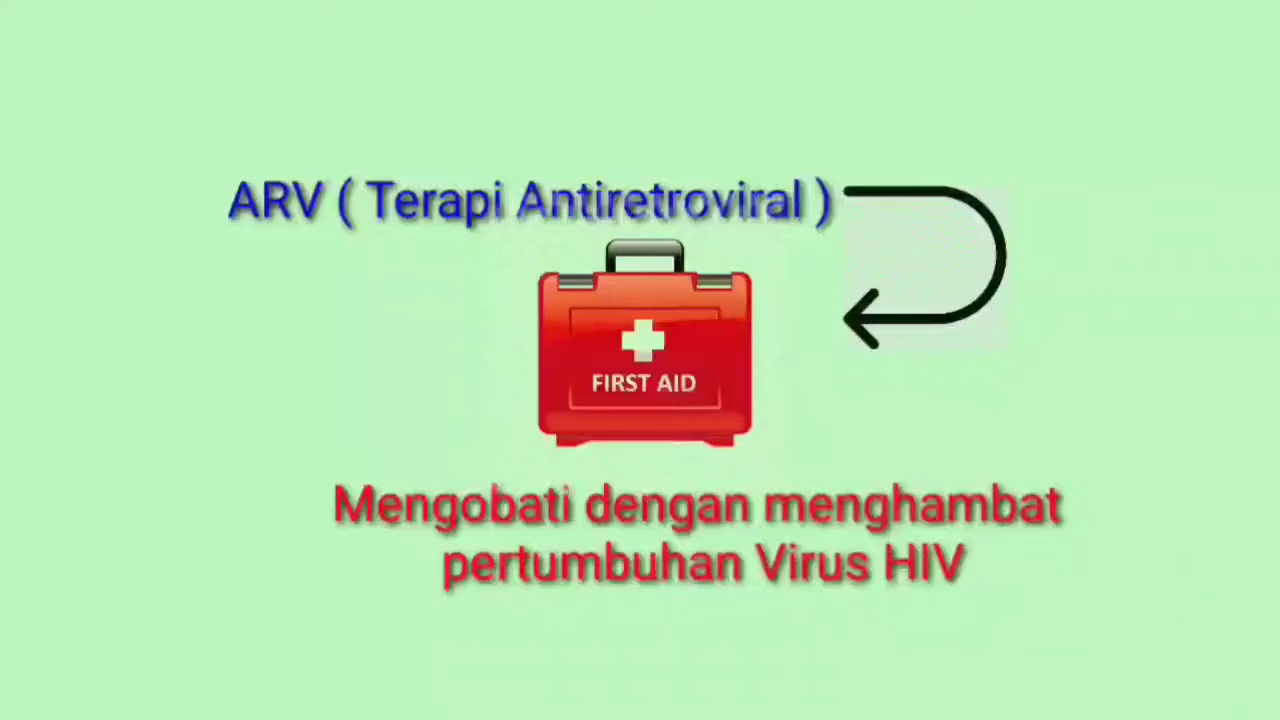 ARV ( Terapi Antiretroviral )
FIRST AID
Mengobati dengan menghambat
pertumbuhan Virus HIV